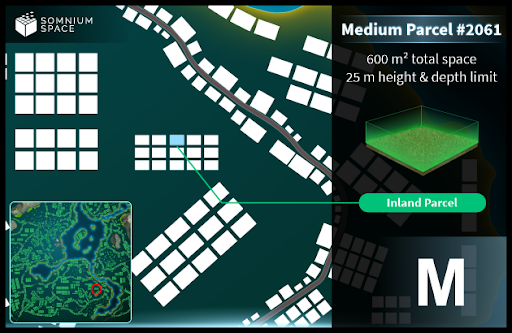 SOMNIUM
SPACE
Medium Parcel #2061
600 m² total space
25 m height & depth limit
Inland Parcel
M